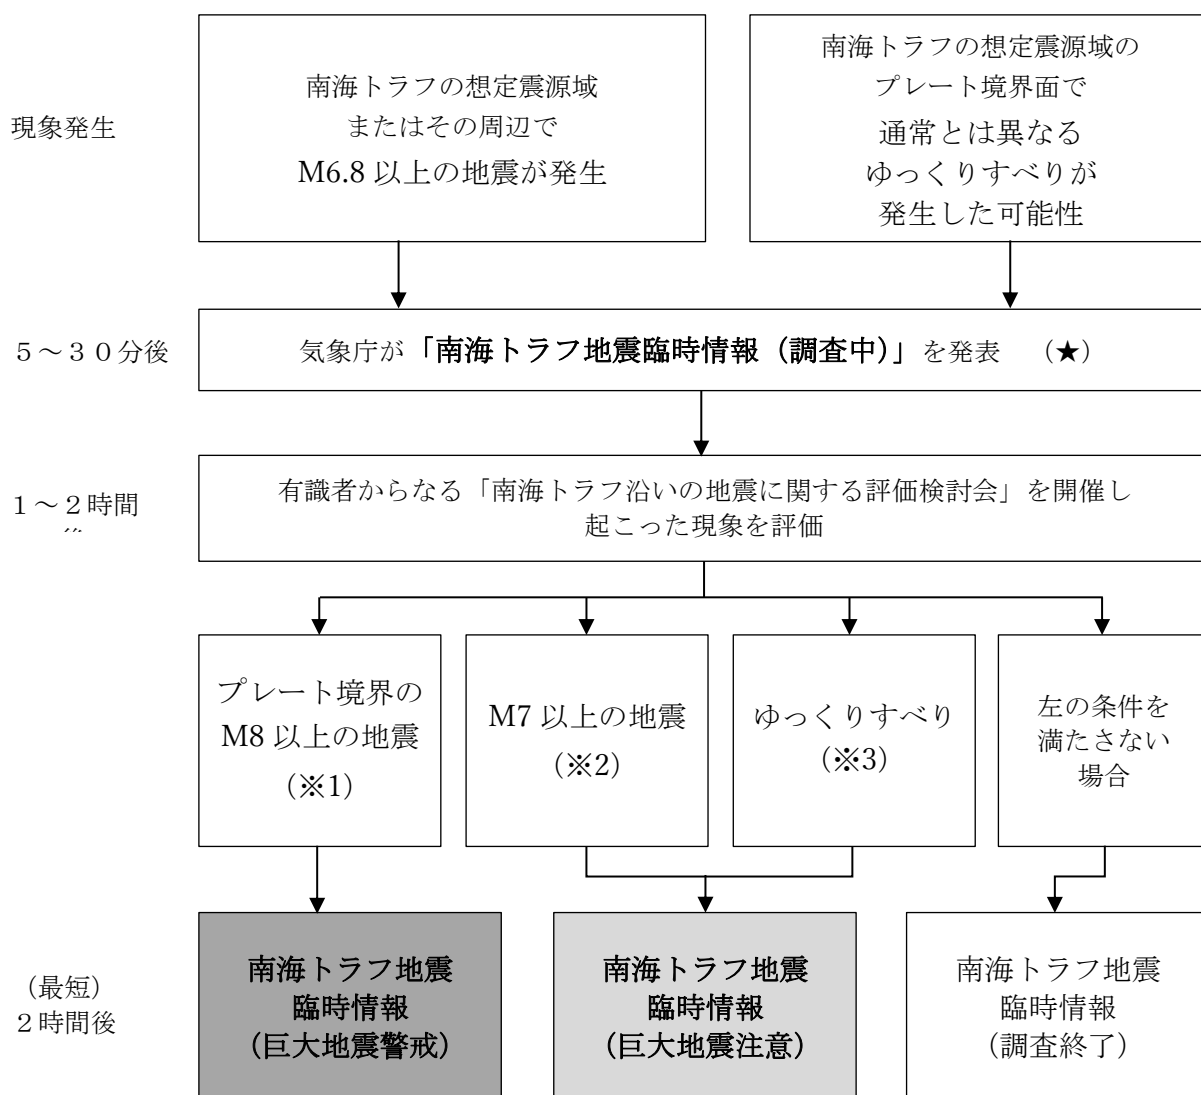 現象発生
南海トラフの想定震源域
またはその周辺で
M6.8 以上の地震が発生
南海トラフの想定震源域の
プレート境界面で
通常とは異なる
ゆっくりすべりが
発生した可能性
５～３０分後
気象庁が「南海トラフ地震臨時情報（調査中）」を発表　（★）
１～２時間
有識者からなる「南海トラフ沿いの地震に関する評価検討会」を開催し
起こった現象を評価
プレート境界の
M8 以上の地震
（※1）
M7 以上の地震
（※2）
ゆっくりすべり
（※3）
左の条件を
満たさない
場合
（最短）
２時間後
南海トラフ地震
臨時情報
（巨大地震警戒）
南海トラフ地震
臨時情報
（巨大地震注意）
南海トラフ地震
臨時情報
（調査終了）